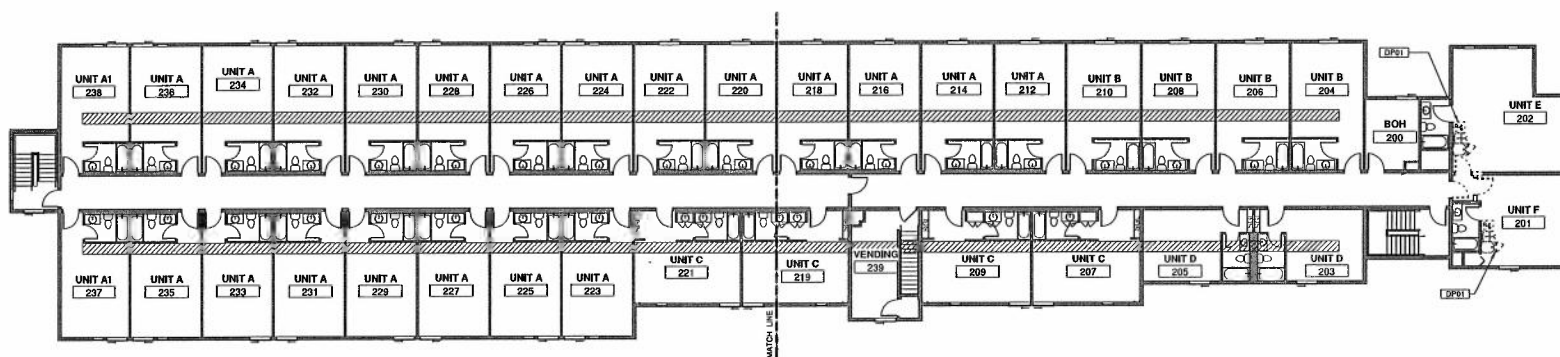 DP01
UNIT A1
238
UNIT A
236
UNIT A
234
UNIT A
232
UNIT A
230
UNIT A
228
UNIT A
226
UNIT A
224
UNIT A
222
UNIT A
220
UNIT A
218
UNIT A
216
UNIT A
214
UNIT A
212
UNIT B
210
UNIT B
208
UNIT B
206
UNIT B
204
BOH
200
UNIT E
202
UNIT F
201
UNIT A1
237
UNIT A
235
UNIT A
233
UNIT A
231
UNIT A
229
UNIT A
227
UNIT A
225
UNIT A
223
UNIT C
221
UNIT C
219
VENDING
239
UNIT C
209
UNIT C
207
UNIT D
205
UNIT D
203
DP01
MATCH LINE